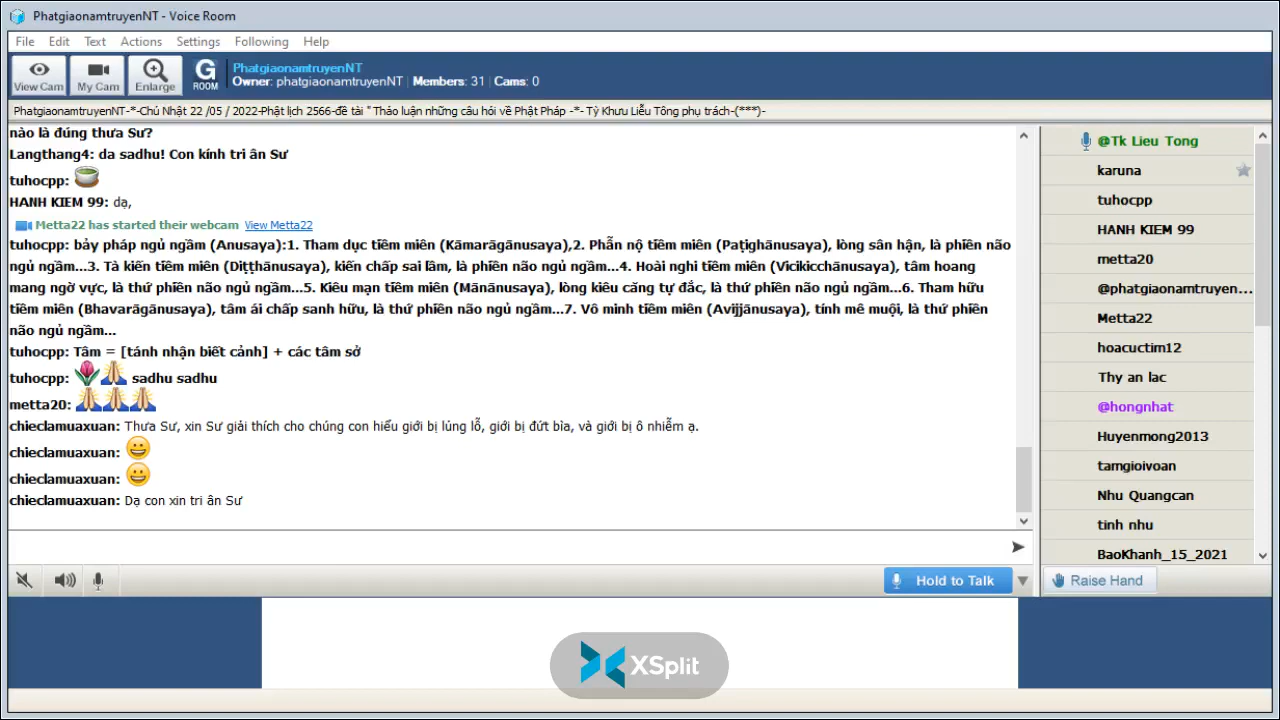 PhatgiaonamtruyenNT - Voice Room
File Edit Text Actions Settings Following Help
View Cam My Cam Enlarge G ROOM
PhatgiaonamtruyenNT
Owner: phatgiaonamtruyenNT Members: 31 Cams: 0
PhatgiaonamtruyenNT-*-Chủ Nhật 22 /05 / 2022-Phật lịch 2566-đề tài " Thảo luận những câu hỏi về Phật Pháp -*- Tỳ Khưu Liễu Tông phụ trách-(***)-
nào là đúng thưa Sư?
Langthang4: da sadhu! Con kính tri ân Sư
tuhocpp:
HANH KIEM 99: dạ,
Metta22 has started their webcam View Metta22
tuhocpp: bảy pháp ngủ ngầm (Anusaya):1. Tham dục tiềm miên (Kāmarāgānusaya),2. Phẫn nộ tiềm miên (Paṭighānusaya), lòng sân hận, là phiền não
ngủ ngầm...3. Tà kiến tiềm miên (Diṭṭhānusaya), kiến chấp sai lầm, là phiền não ngủ ngầm...4. Hoài nghi tiềm miên (Vicikicchānusaya), tâm hoang
mang ngờ vực, là thứ phiền não ngủ ngầm...5. Kiêu mạn tiềm miên (Mānānusaya), lòng kiêu căng tự đắc, là thứ phiền não ngủ ngầm...6. Tham hữu
tiềm miên (Bhavarāgānusaya), tâm ái chấp sanh hữu, là thứ phiền não ngủ ngầm...7. Vô minh tiềm miên (Avijjānusaya), tính mê muội, là thứ phiền
não ngủ ngầm...
tuhocpp: Tâm = [tánh nhận biết cảnh] + các tâm sở
tuhocpp: sadhu sadhu
metta20:
chieclamuaxuan: Thưa Sư, xin Sư giải thích cho chúng con hiểu giới bị lủng lỗ, giới bị đứt bìa, và giới bị ô nhiễm ạ.
chieclamuaxuan:
chieclamuaxuan:
chieclamuaxuan: Dạ con xin tri ân Sư
Hold to Talk
@Tk Lieu Tong
karuna
tuhocpp
HANH KIEM 99
metta20
@phatgiaonamtruyen...
Metta22
hoacuctim12
Thy an lac
@hongnhat
Huyenmong2013
tamgioivoan
Nhu Quangcan
tinh nhu
BaoKhanh_15_2021
Raise Hand
XSplit